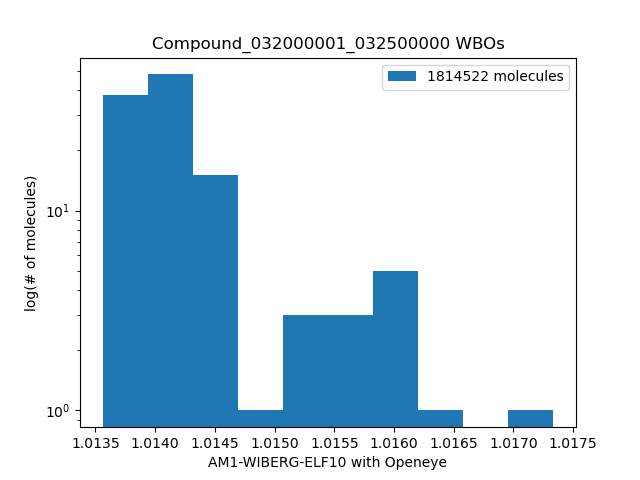 Compound_032000001_032500000 WBOs
1814522 molecules
log(# of molecules)
10¹
10⁰
1.0135 1.0140 1.0145 1.0150 1.0155 1.0160 1.0165 1.0170 1.0175
AM1-WIBERG-ELF10 with Openeye